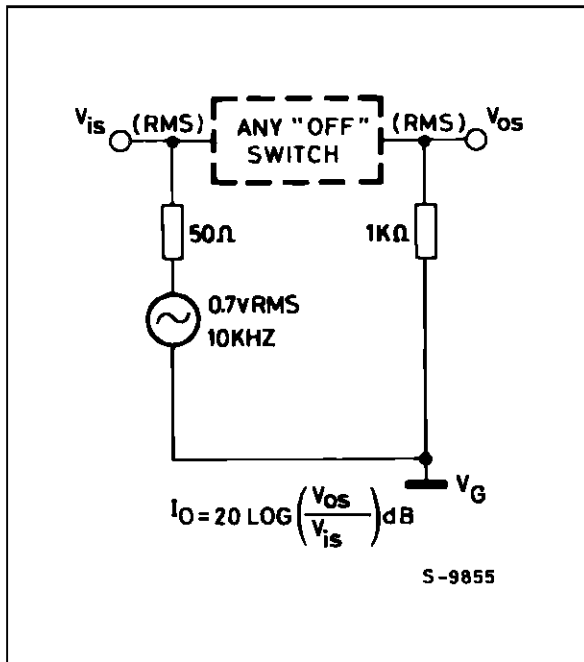 Vis (RMS) ANY "OFF" SWITCH (RMS) Vos
50Ω
1KΩ
0.7VRMS
10KHZ
VG
IO = 20 LOG (Vos/Vis) dB
S-9855